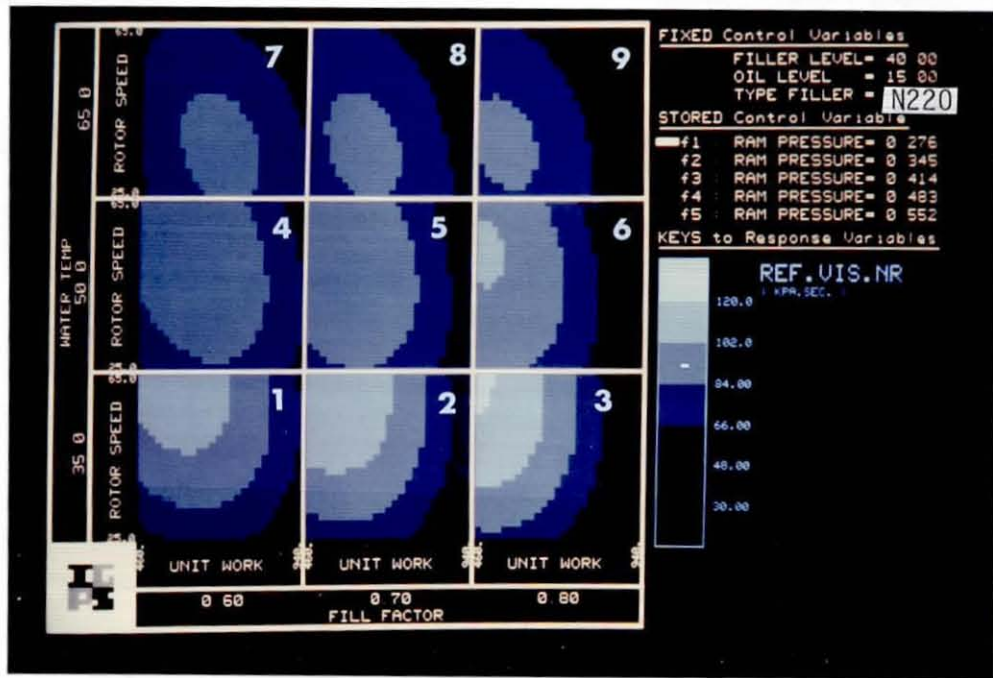 FIXED Control Variables
FILLER LEVEL= 40 00
OIL LEVEL = 15 00
TYPE FILLER = N220
STORED Control Variable
f1 : RAM PRESSURE= 0 276
f2 : RAM PRESSURE= 0 345
f3 : RAM PRESSURE= 0 414
f4 : RAM PRESSURE= 0 483
f5 : RAM PRESSURE= 0 552
KEYS to Response Variables
REF.VIS.NR
( KPA.SEC. )
120.0
102.0
84.00
66.00
48.00
30.00
WATER TEMP
65 0
50 0
35 0
ROTOR SPEED
65.0
7
8
9
ROTOR SPEED
4
5
6
ROTOR SPEED
1
2
3
UNIT WORK
UNIT WORK
UNIT WORK
0 60
0 70
0 80
FILL FACTOR